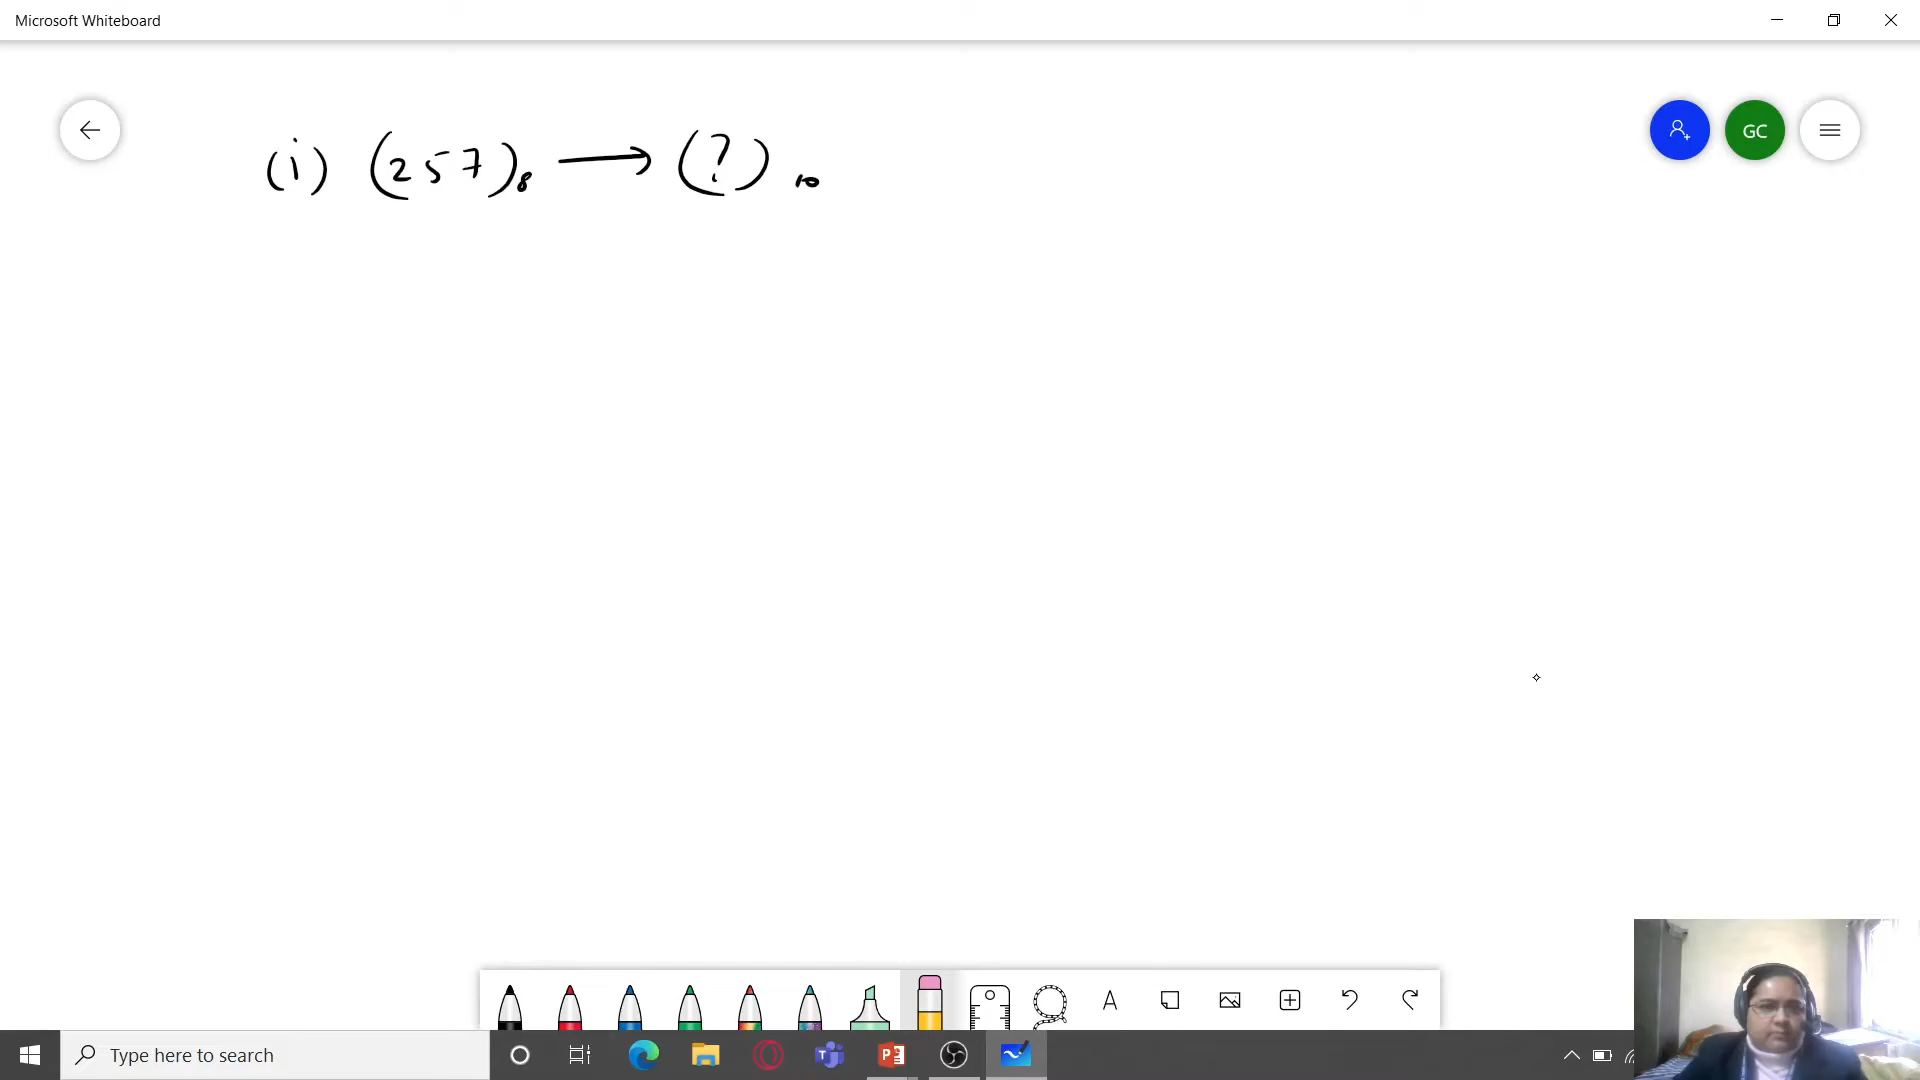 Microsoft Whiteboard
GC
(i) (257)₈ ⟶ (?)₁₀
A
Type here to search